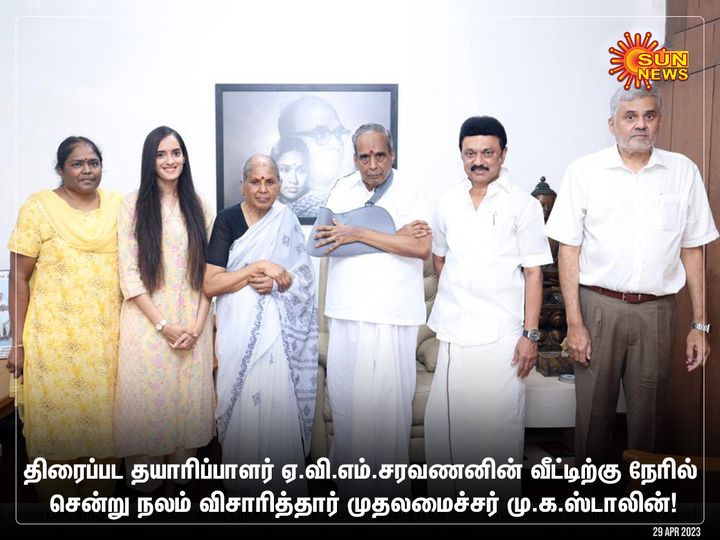 SUN
NEWS
திரைப்பட தயாரிப்பாளர் ஏ.வி.எம்.சரவணனின் வீட்டிற்கு நேரில்
சென்று நலம் விசாரித்தார் முதலமைச்சர் மு.க.ஸ்டாலின்!
29 APR 2023